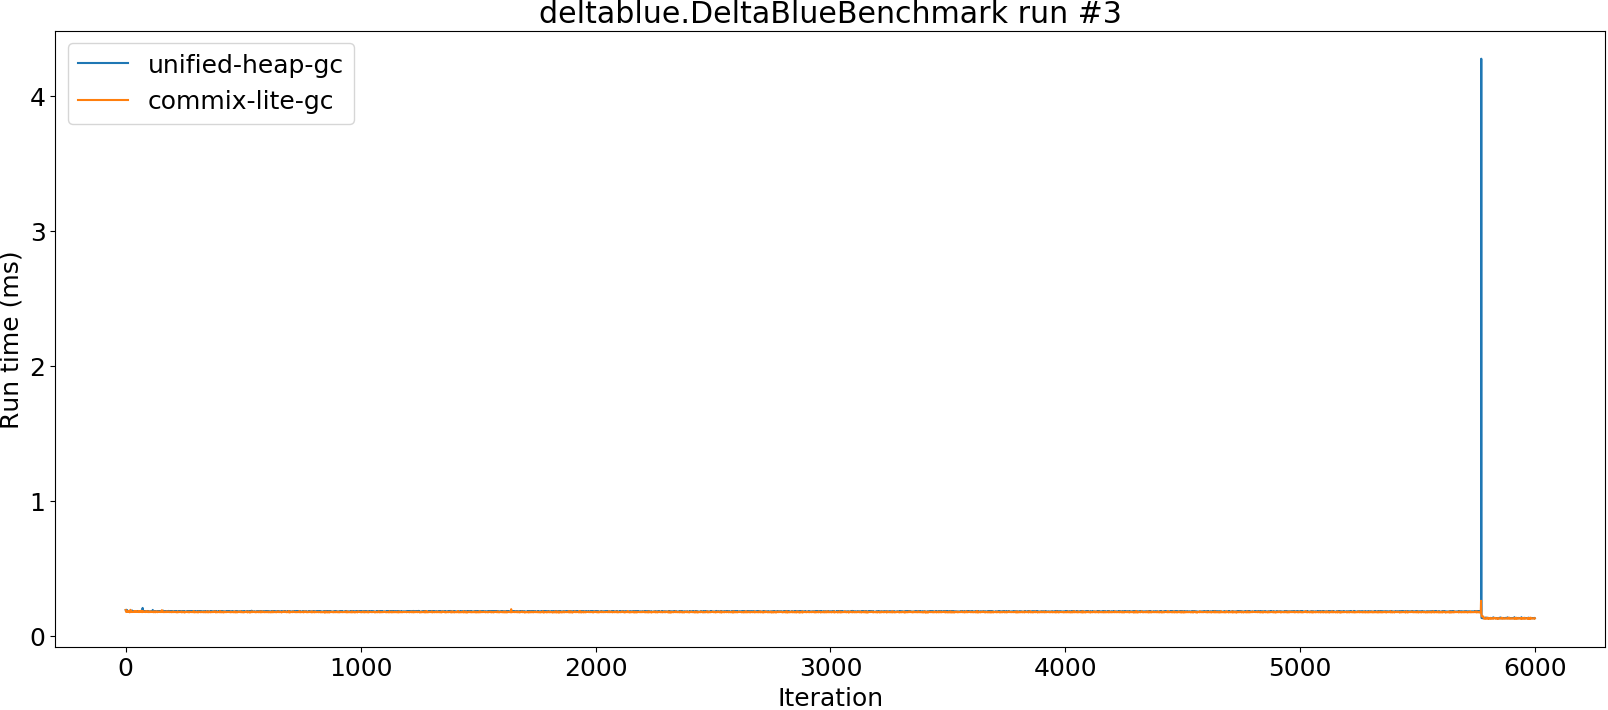 deltablue.DeltaBlueBenchmark run #3
unified-heap-gc
commix-lite-gc
4
3
2
1
0
Run time (ms)
0 1000 2000 3000 4000 5000 6000
Iteration